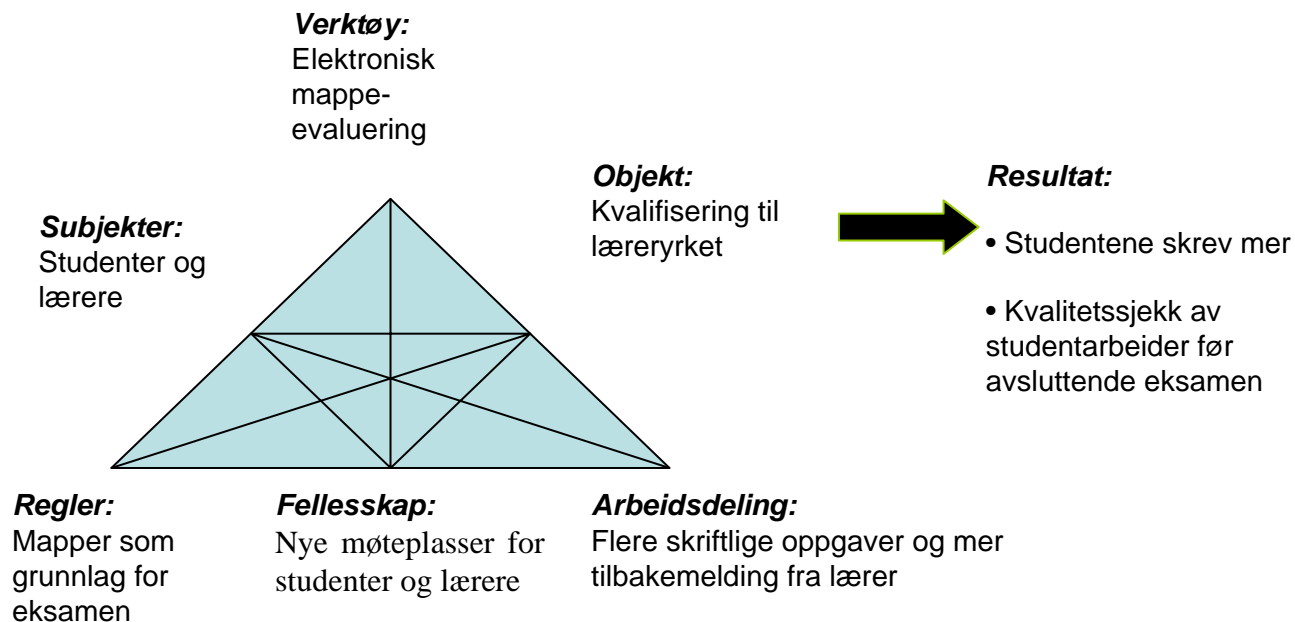 Verktøy:
Elektronisk
mappe-
evaluering
Subjekter:
Studenter og
lærere
Objekt:
Kvalifisering til
læreryrket
Resultat:
• Studentene skrev mer
• Kvalitetssjekk av
studentarbeider før
avsluttende eksamen
Regler:
Mapper som
grunnlag for
eksamen
Fellesskap:
Nye møteplasser for
studenter og lærere
Arbeidsdeling:
Flere skriftlige oppgaver og mer
tilbakemelding fra lærer